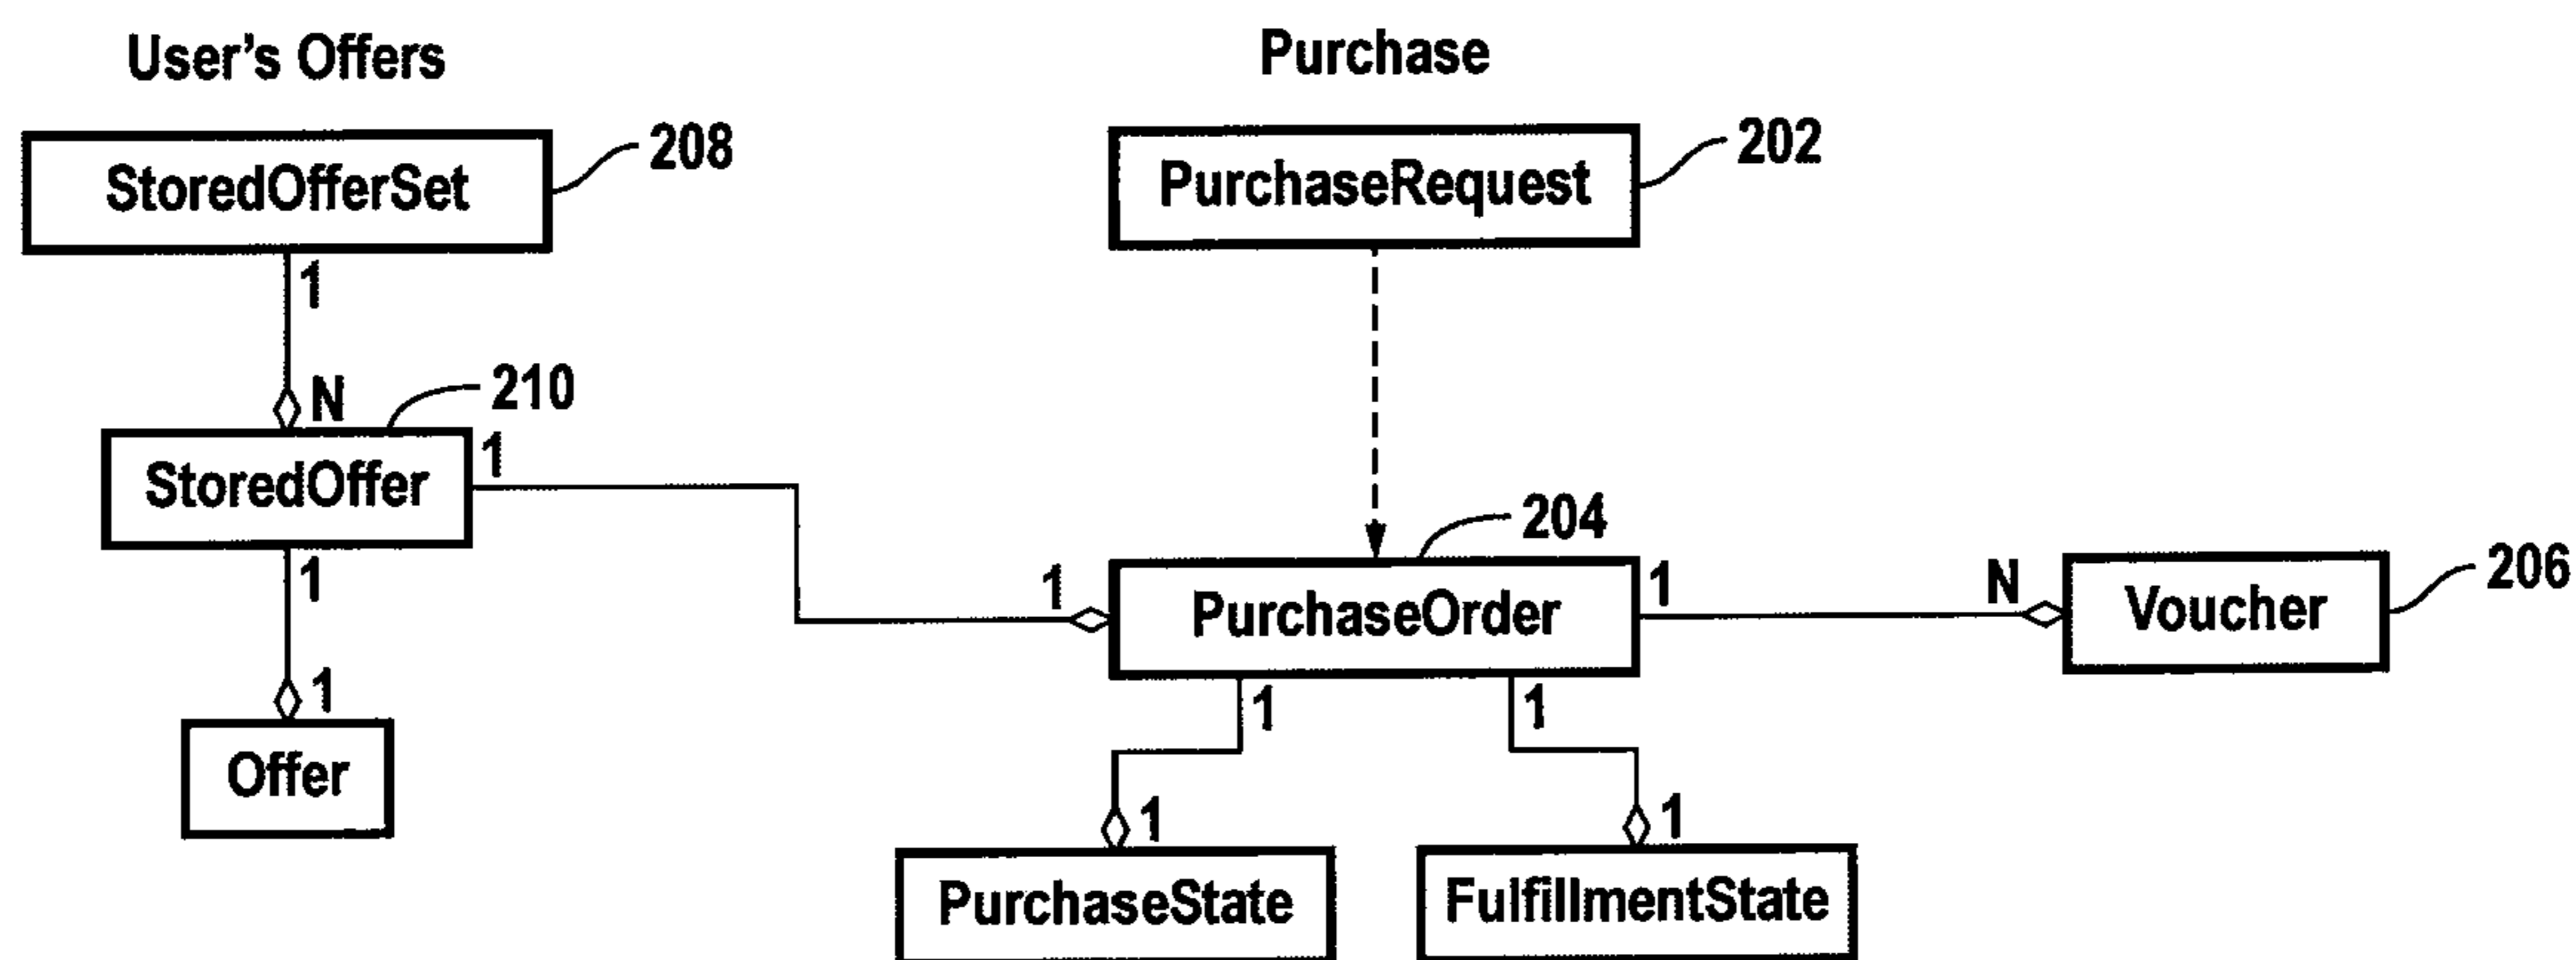 User's Offers
Purchase
StoredOfferSet
208
PurchaseRequest
202
1
N
210
StoredOffer
1
1
1
1
Offer
204
PurchaseOrder
1
1
N
Voucher
206
1
1
1
1
PurchaseState
FulfillmentState